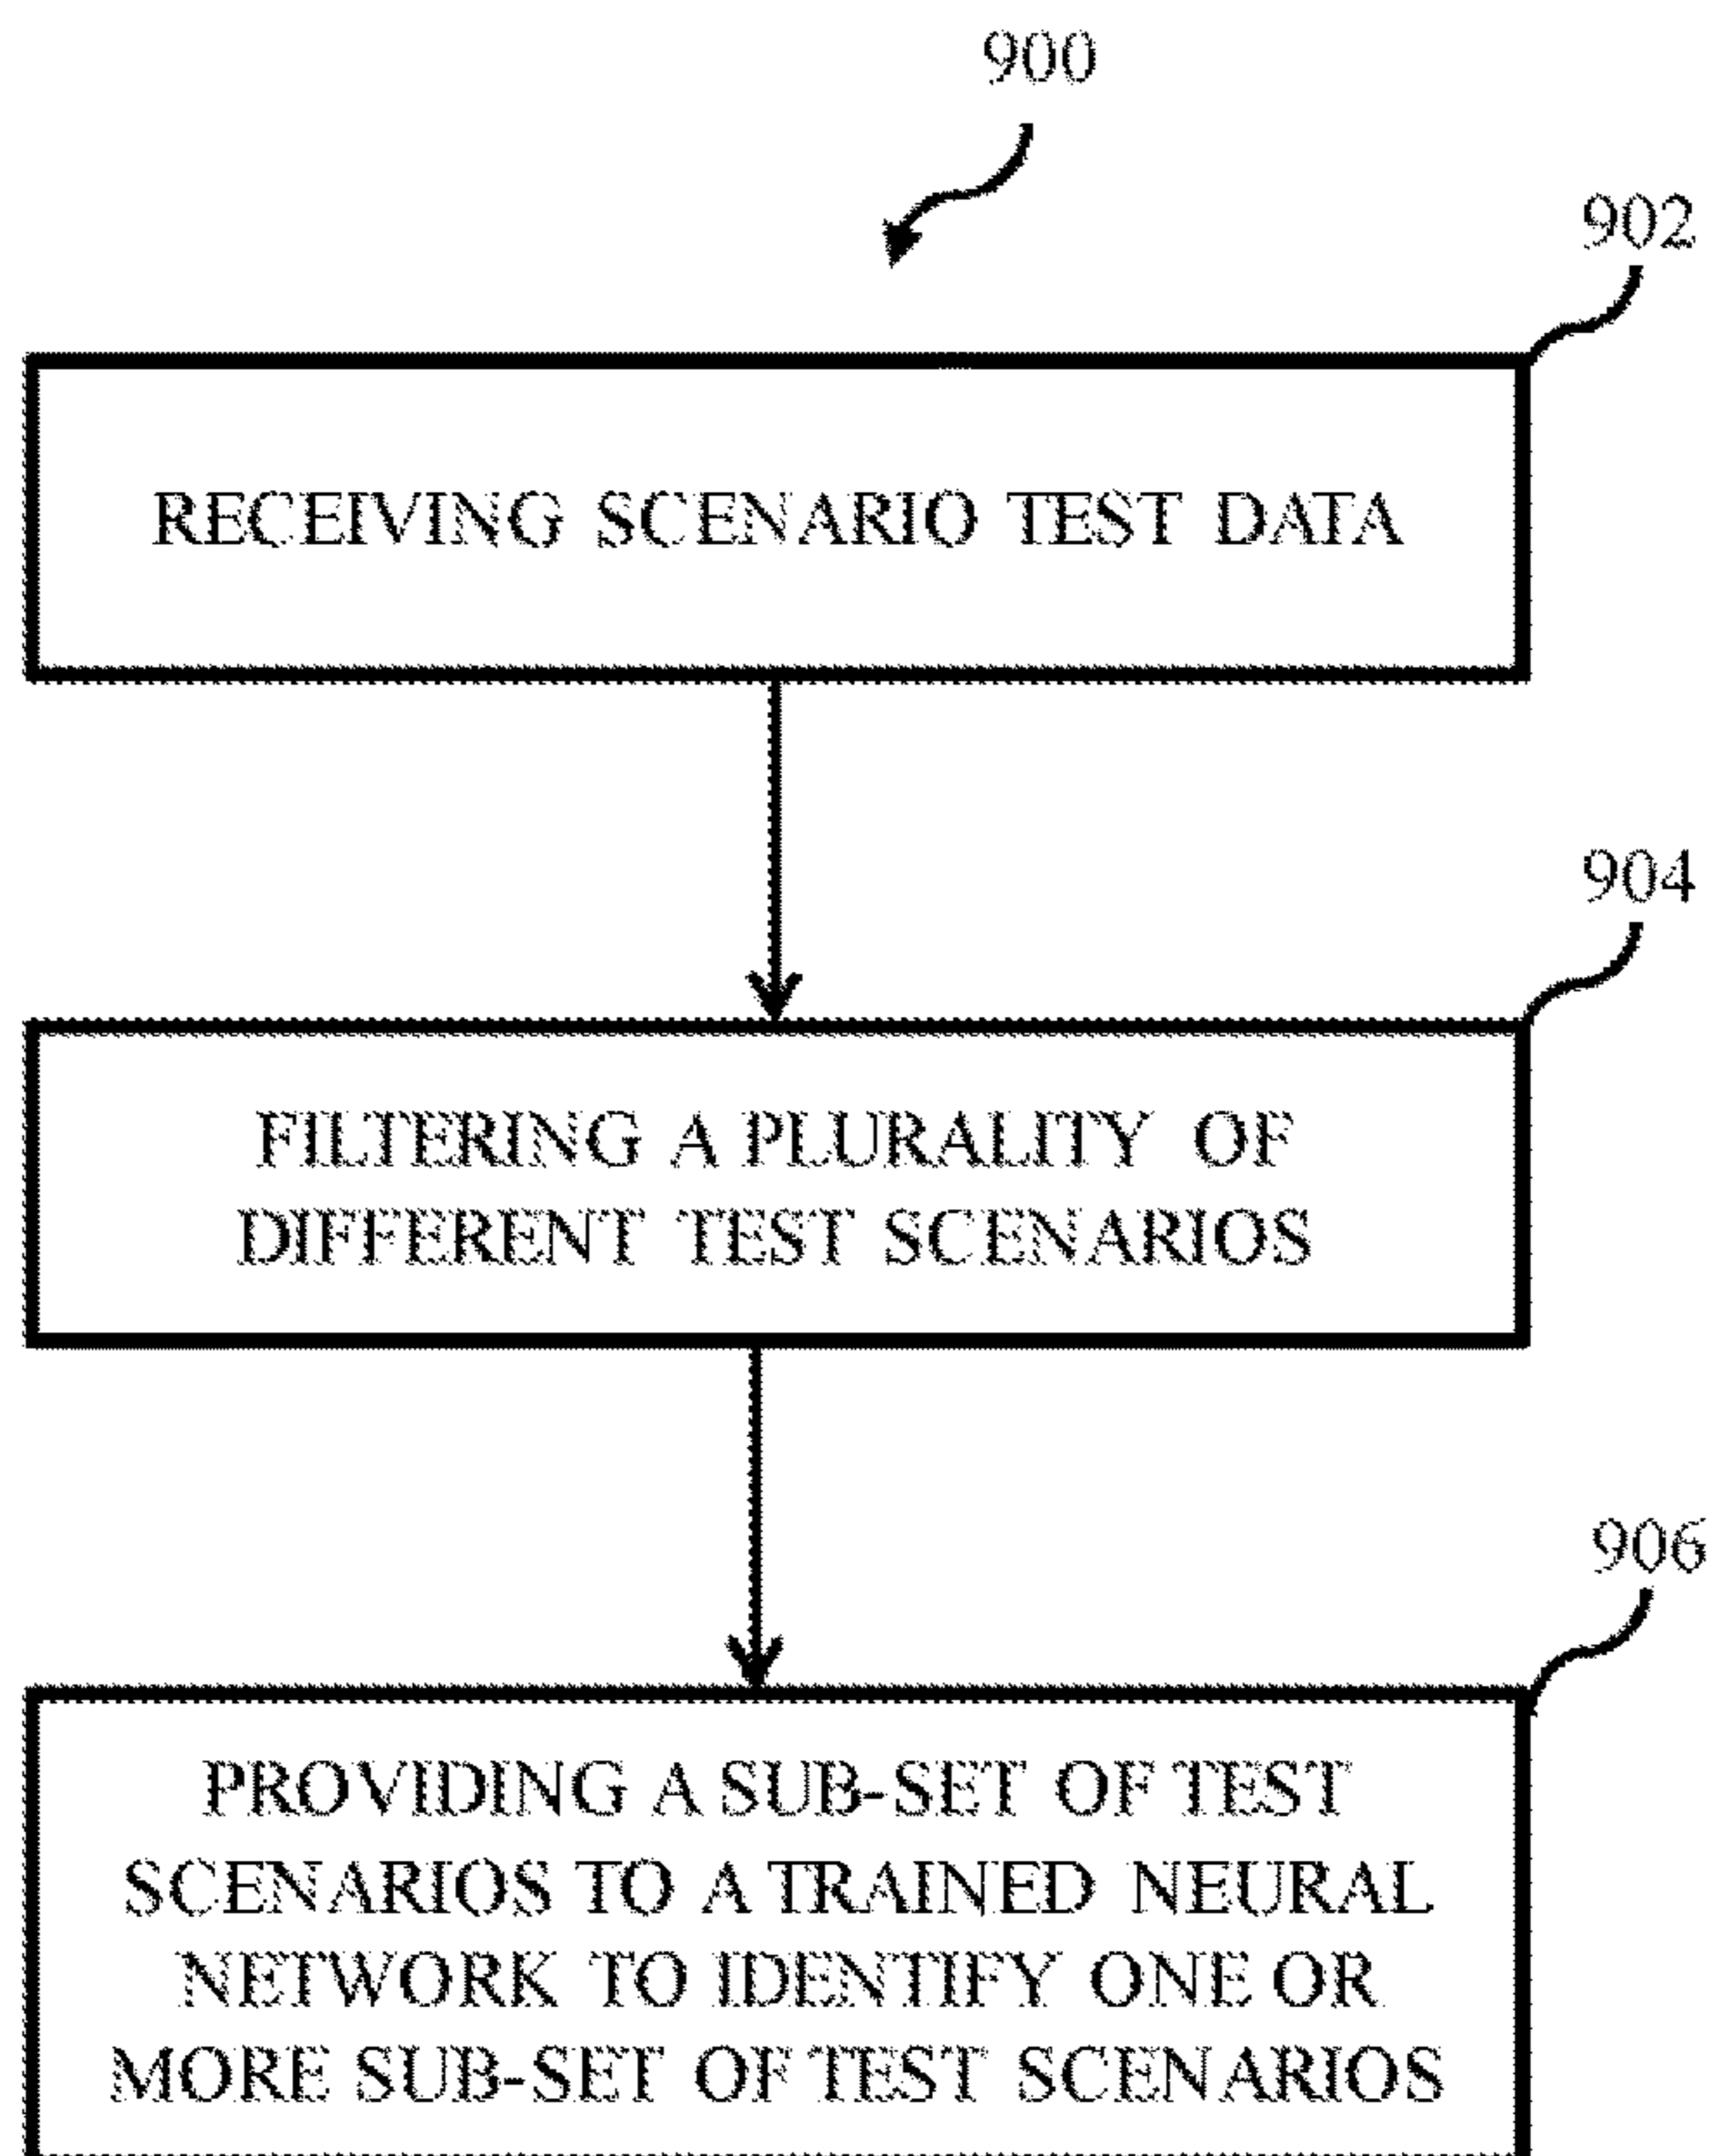 900
902
RECEIVING SCENARIO TEST DATA
904
FILTERING A PLURALITY OF
DIFFERENT TEST SCENARIOS
906
PROVIDING A SUB-SET OF TEST
SCENARIOS TO A TRAINED NEURAL
NETWORK TO IDENTIFY ONE OR
MORE SUB-SET OF TEST SCENARIOS